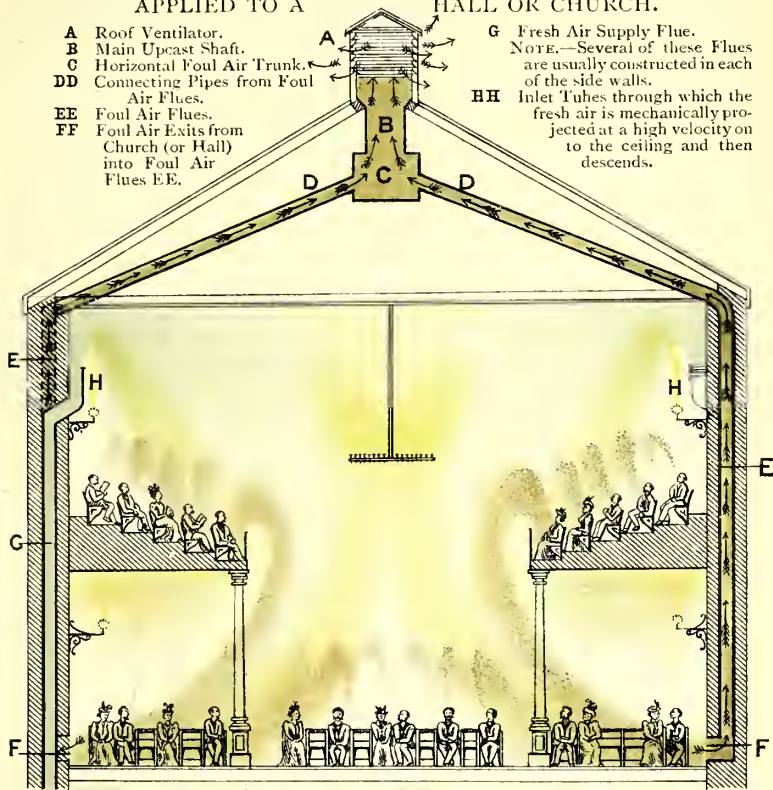 APPLIED TO A HALL OR CHURCH.
A Roof Ventilator.
B Main Upcast Shaft.
C Horizontal Foul Air Trunk.
DD Connecting Pipes from Foul
Air Flues.
EE Foul Air Flues.
FF Foul Air Exits from
Church (or Hall)
into Foul Air
Flues EE.
G Fresh Air Supply Flue.
NOTE.—Several of these Flues
are usually constructed in each
of the side walls.
HH Inlet Tubes through which the
fresh air is mechanically pro-
jected at a high velocity on
to the ceiling and then
descends.
A
B
C
D D
E
H H
E
G
F F